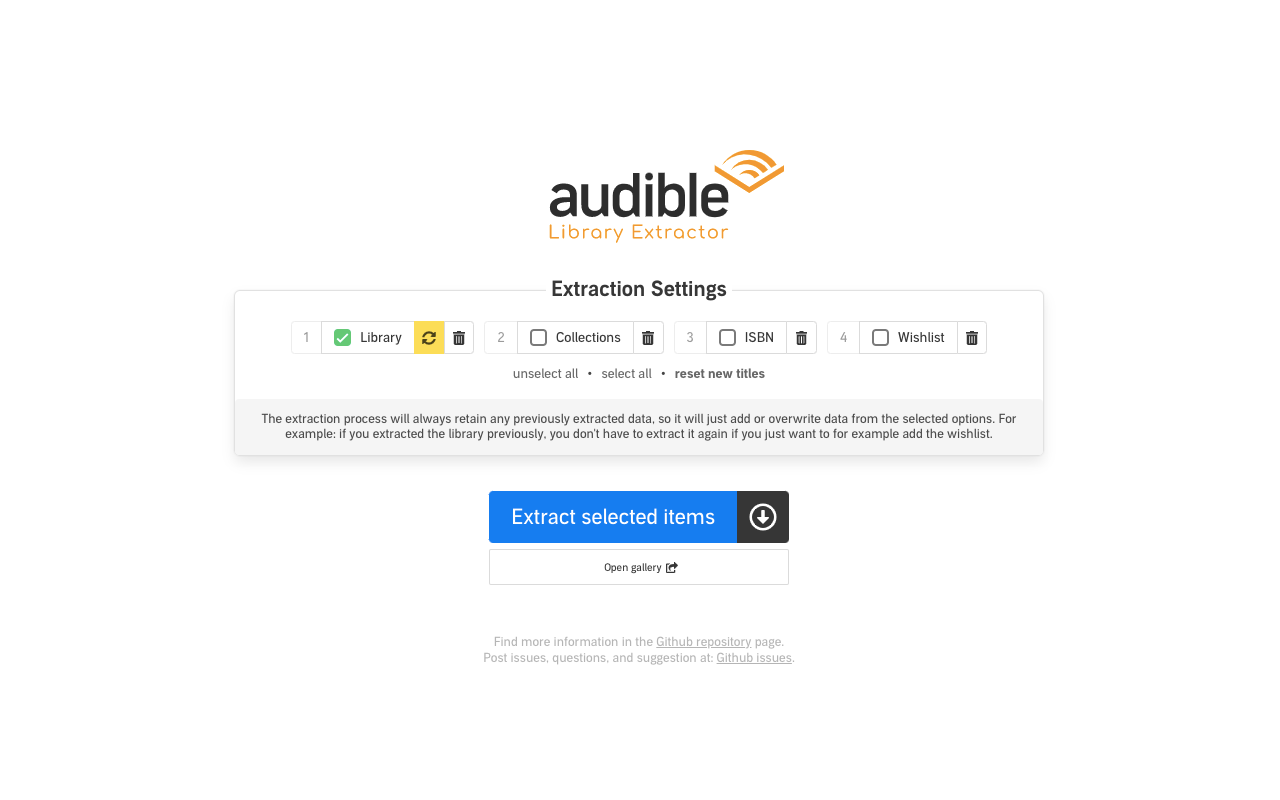 audible
Library Extractor
Extraction Settings
1 Library 2 Collections 3 ISBN 4 Wishlist
unselect all • select all • reset new titles
The extraction process will always retain any previously extracted data, so it will just add or overwrite data from the selected options. For
example: if you extracted the library previously, you don't have to extract it again if you just want to for example add the wishlist.
Extract selected items
Open gallery
Find more information in the Github repository page.
Post issues, questions, and suggestion at: Github issues.